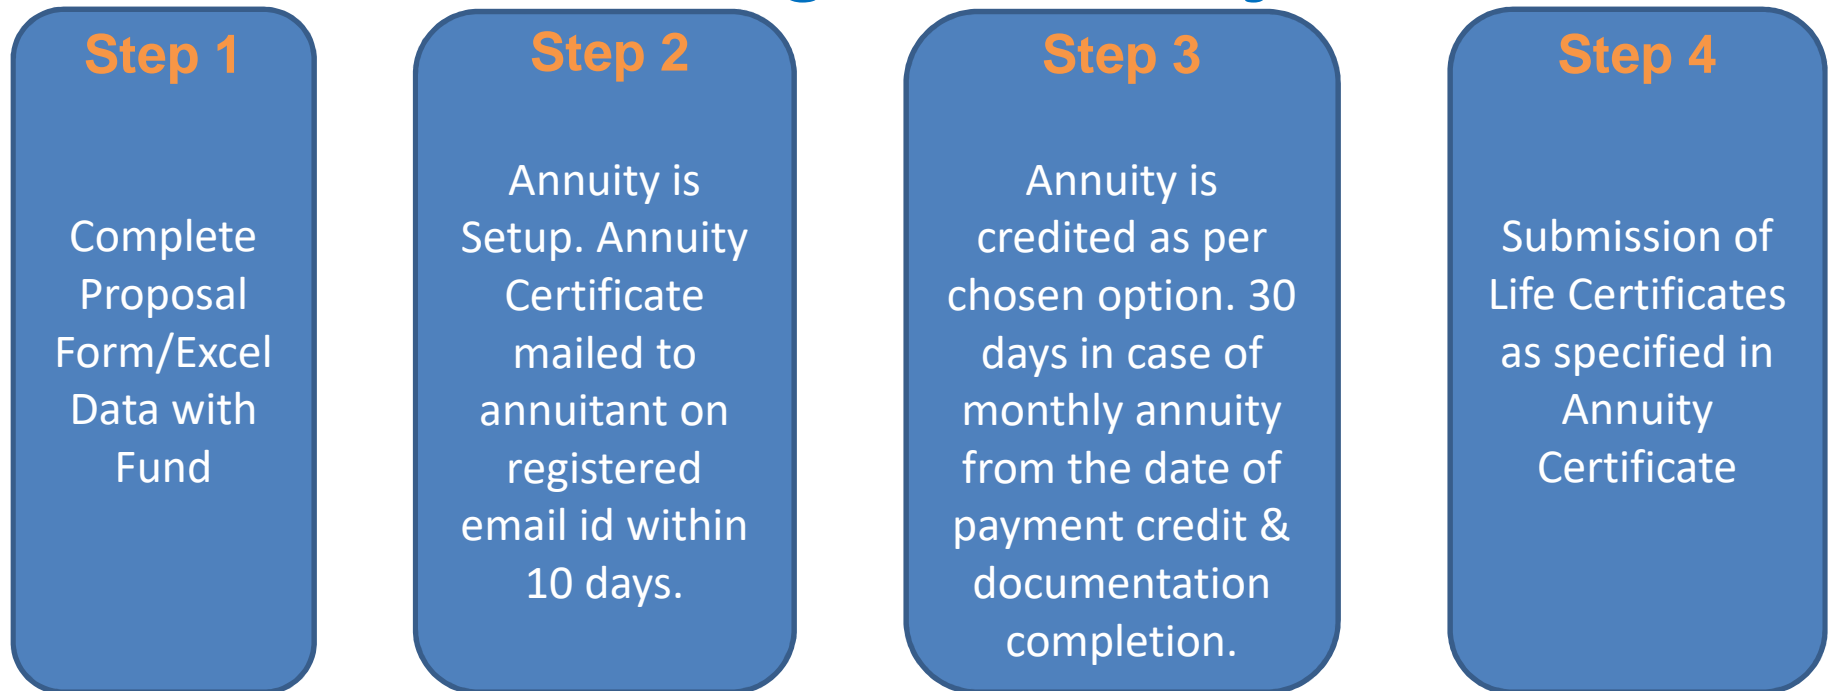 Step 1
Complete
Proposal
Form/Excel
Data with
Fund
Step 2
Annuity is
Setup. Annuity
Certificate
mailed to
annuitant on
registered
email id within
10 days.
Step 3
Annuity is
credited as per
chosen option. 30
days in case of
monthly annuity
from the date of
payment credit &
documentation
completion.
Step 4
Submission of
Life Certificates
as specified in
Annuity
Certificate